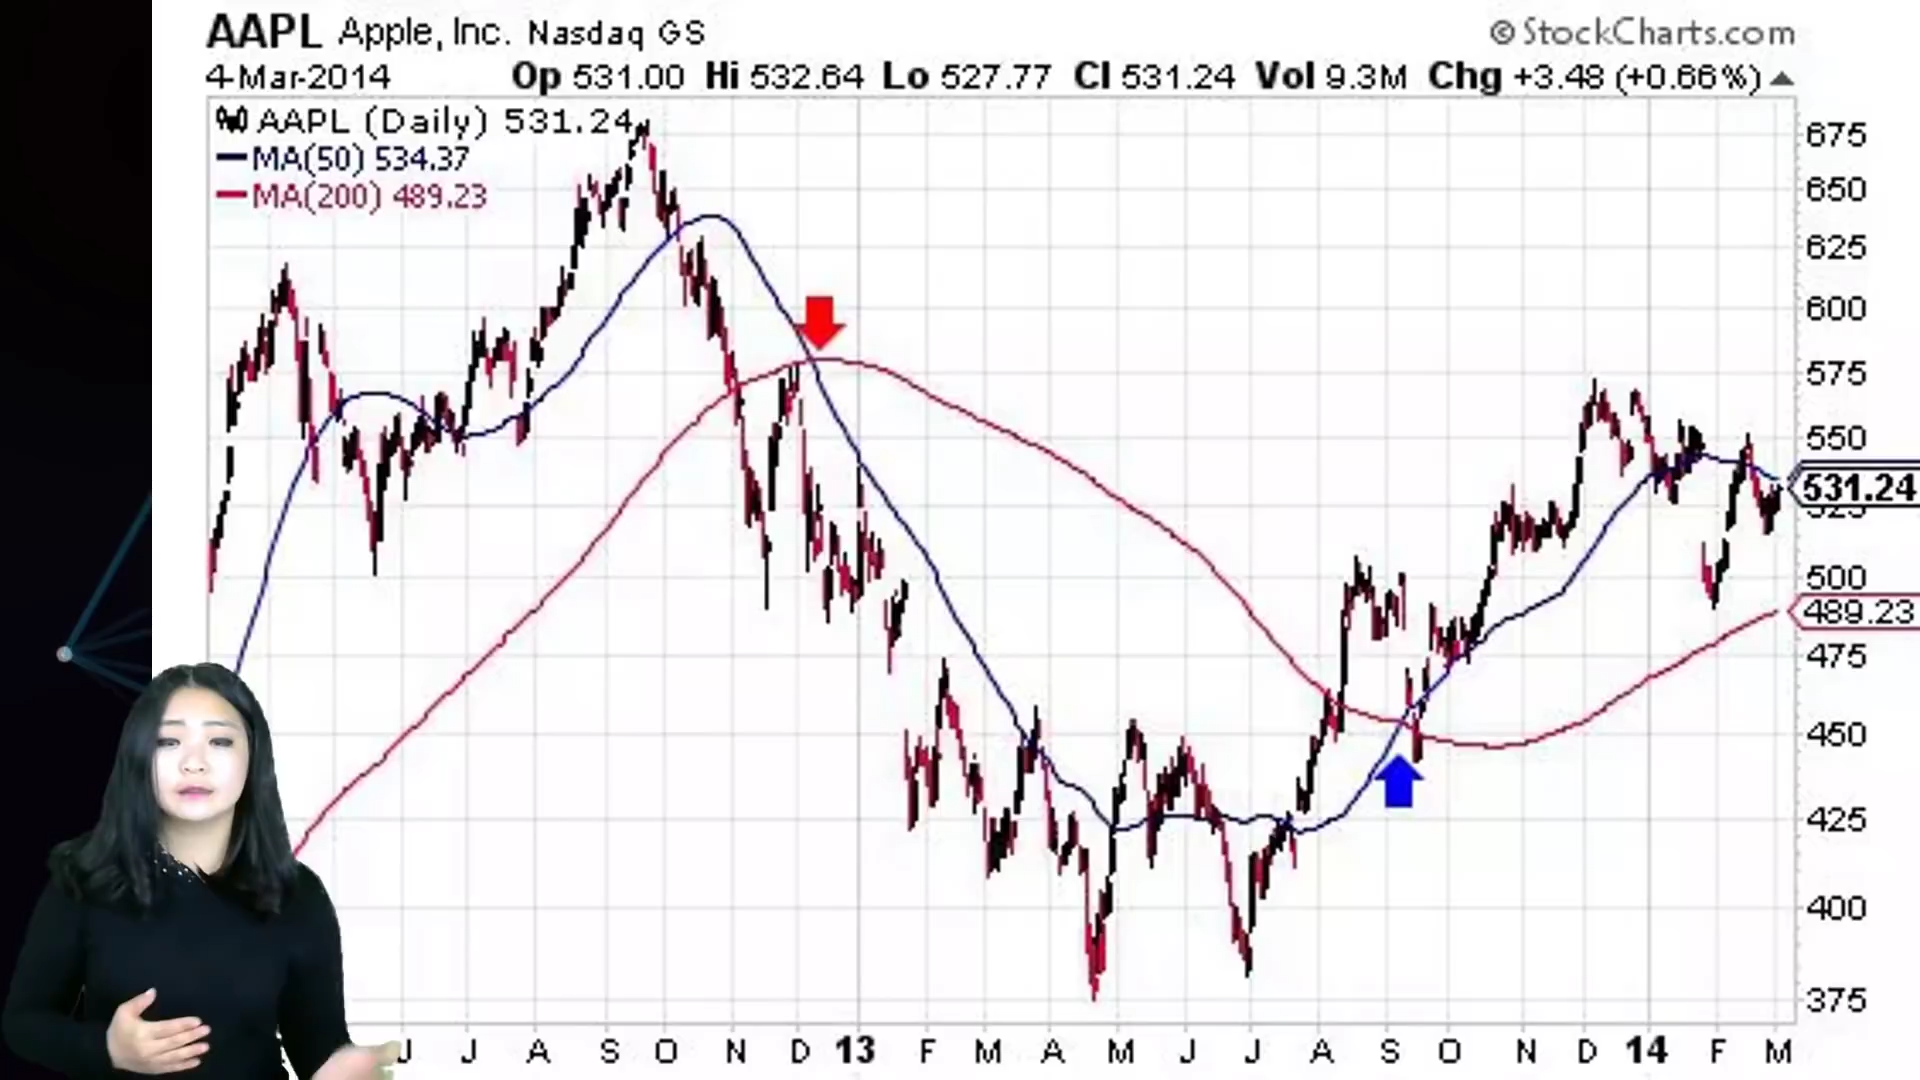 AAPL Apple, Inc. Nasdaq GS
© StockCharts.com
4-Mar-2014
Op 531.00 Hi 532.64 Lo 527.77 Cl 531.24 Vol 9.3M Chg +3.48 (+0.66%)
AAPL (Daily) 531.24
MA(50) 534.37
MA(200) 489.23
675
650
625
600
575
550
531.24
525
500
489.23
475
450
425
400
375
J J A S O N D 13 F M A M J J A S O N D 14 F M